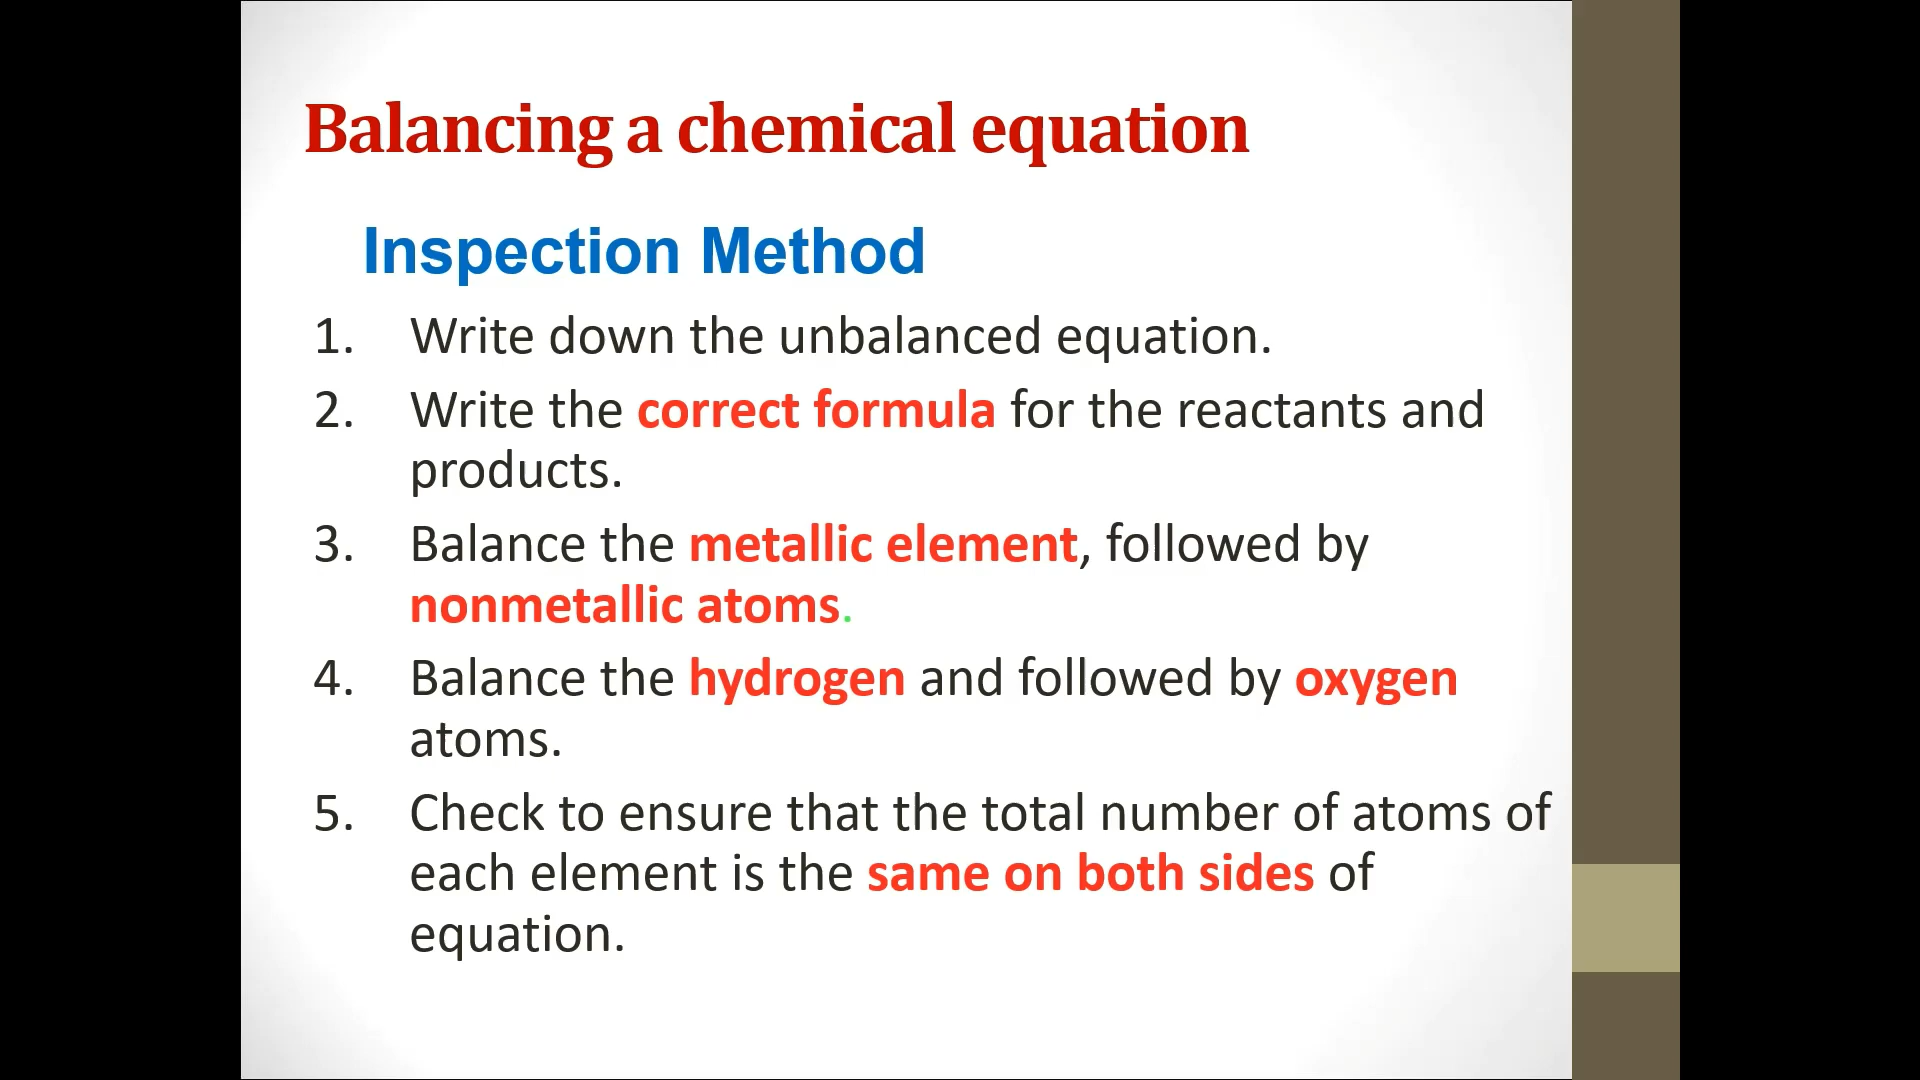 Balancing a chemical equation
Inspection Method
1. Write down the unbalanced equation.
2. Write the correct formula for the reactants and
products.
3. Balance the metallic element, followed by
nonmetallic atoms.
4. Balance the hydrogen and followed by oxygen
atoms.
5. Check to ensure that the total number of atoms of
each element is the same on both sides of
equation.